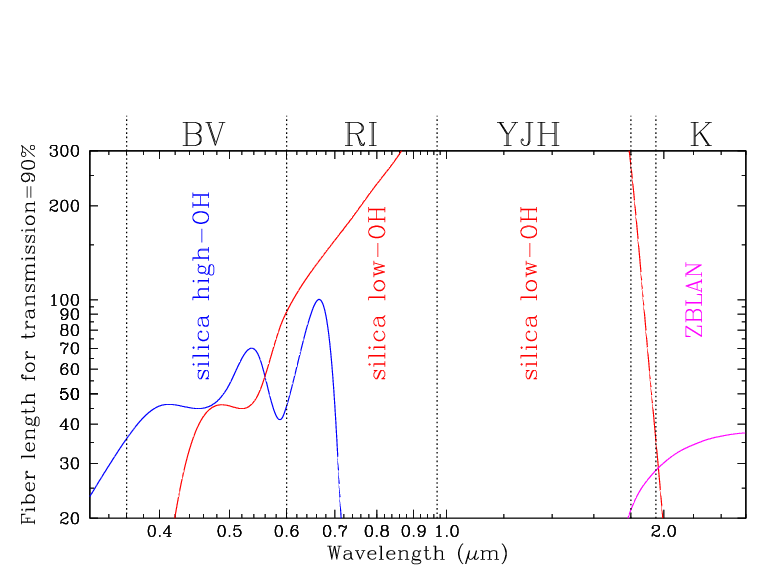 BV RI YJH K
Fiber length for transmission=90%
300
200
100
90
80
70
60
50
40
30
20
silica high-OH
silica low-OH
silica low-OH
ZBLAN
0.4 0.5 0.6 0.7 0.8 0.9 1.0 2.0
Wavelength (μm)